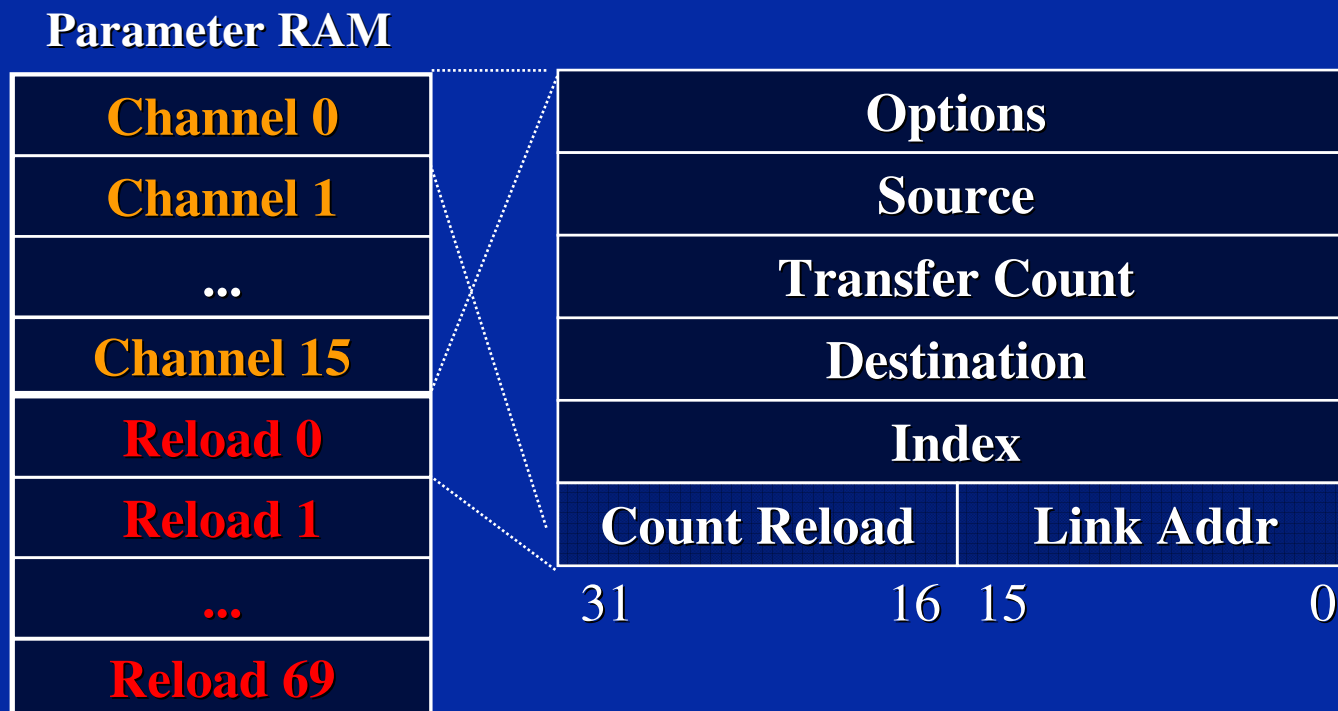 Parameter RAM
Channel 0
Channel 1
...
Channel 15
Reload 0
Reload 1
...
Reload 69
Options
Source
Transfer Count
Destination
Index
Count Reload Link Addr
31 16 15 0